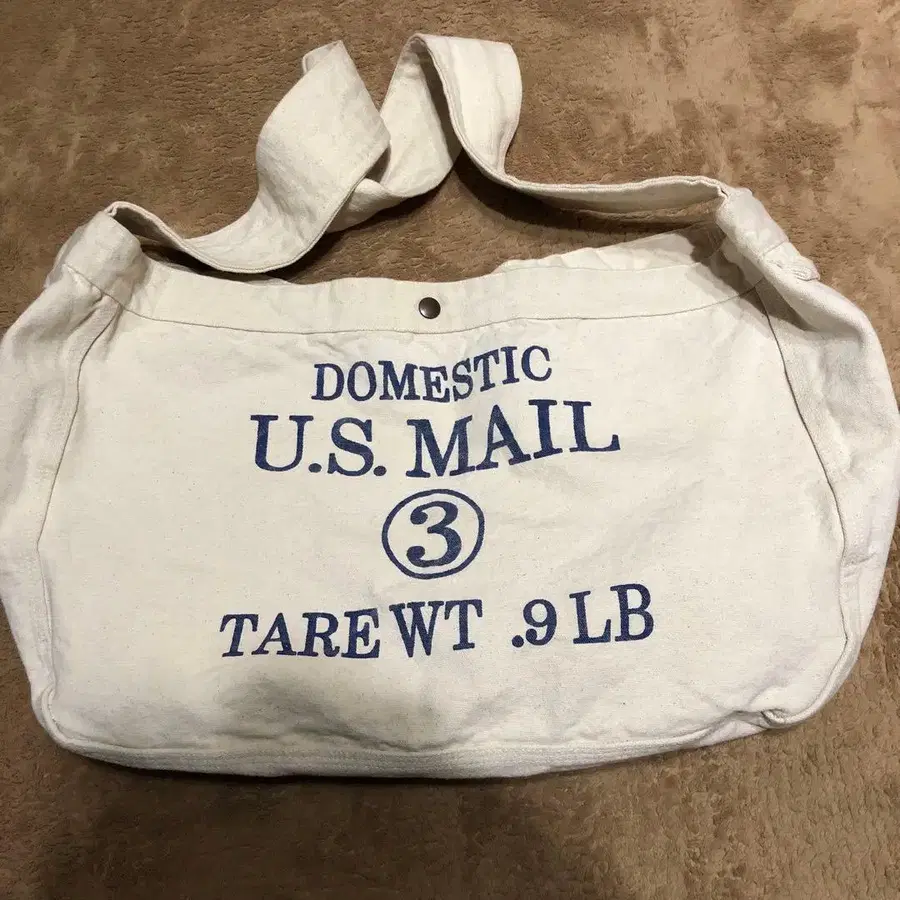 DOMESTIC
U.S. MAIL
3
TARE WT .9 LB